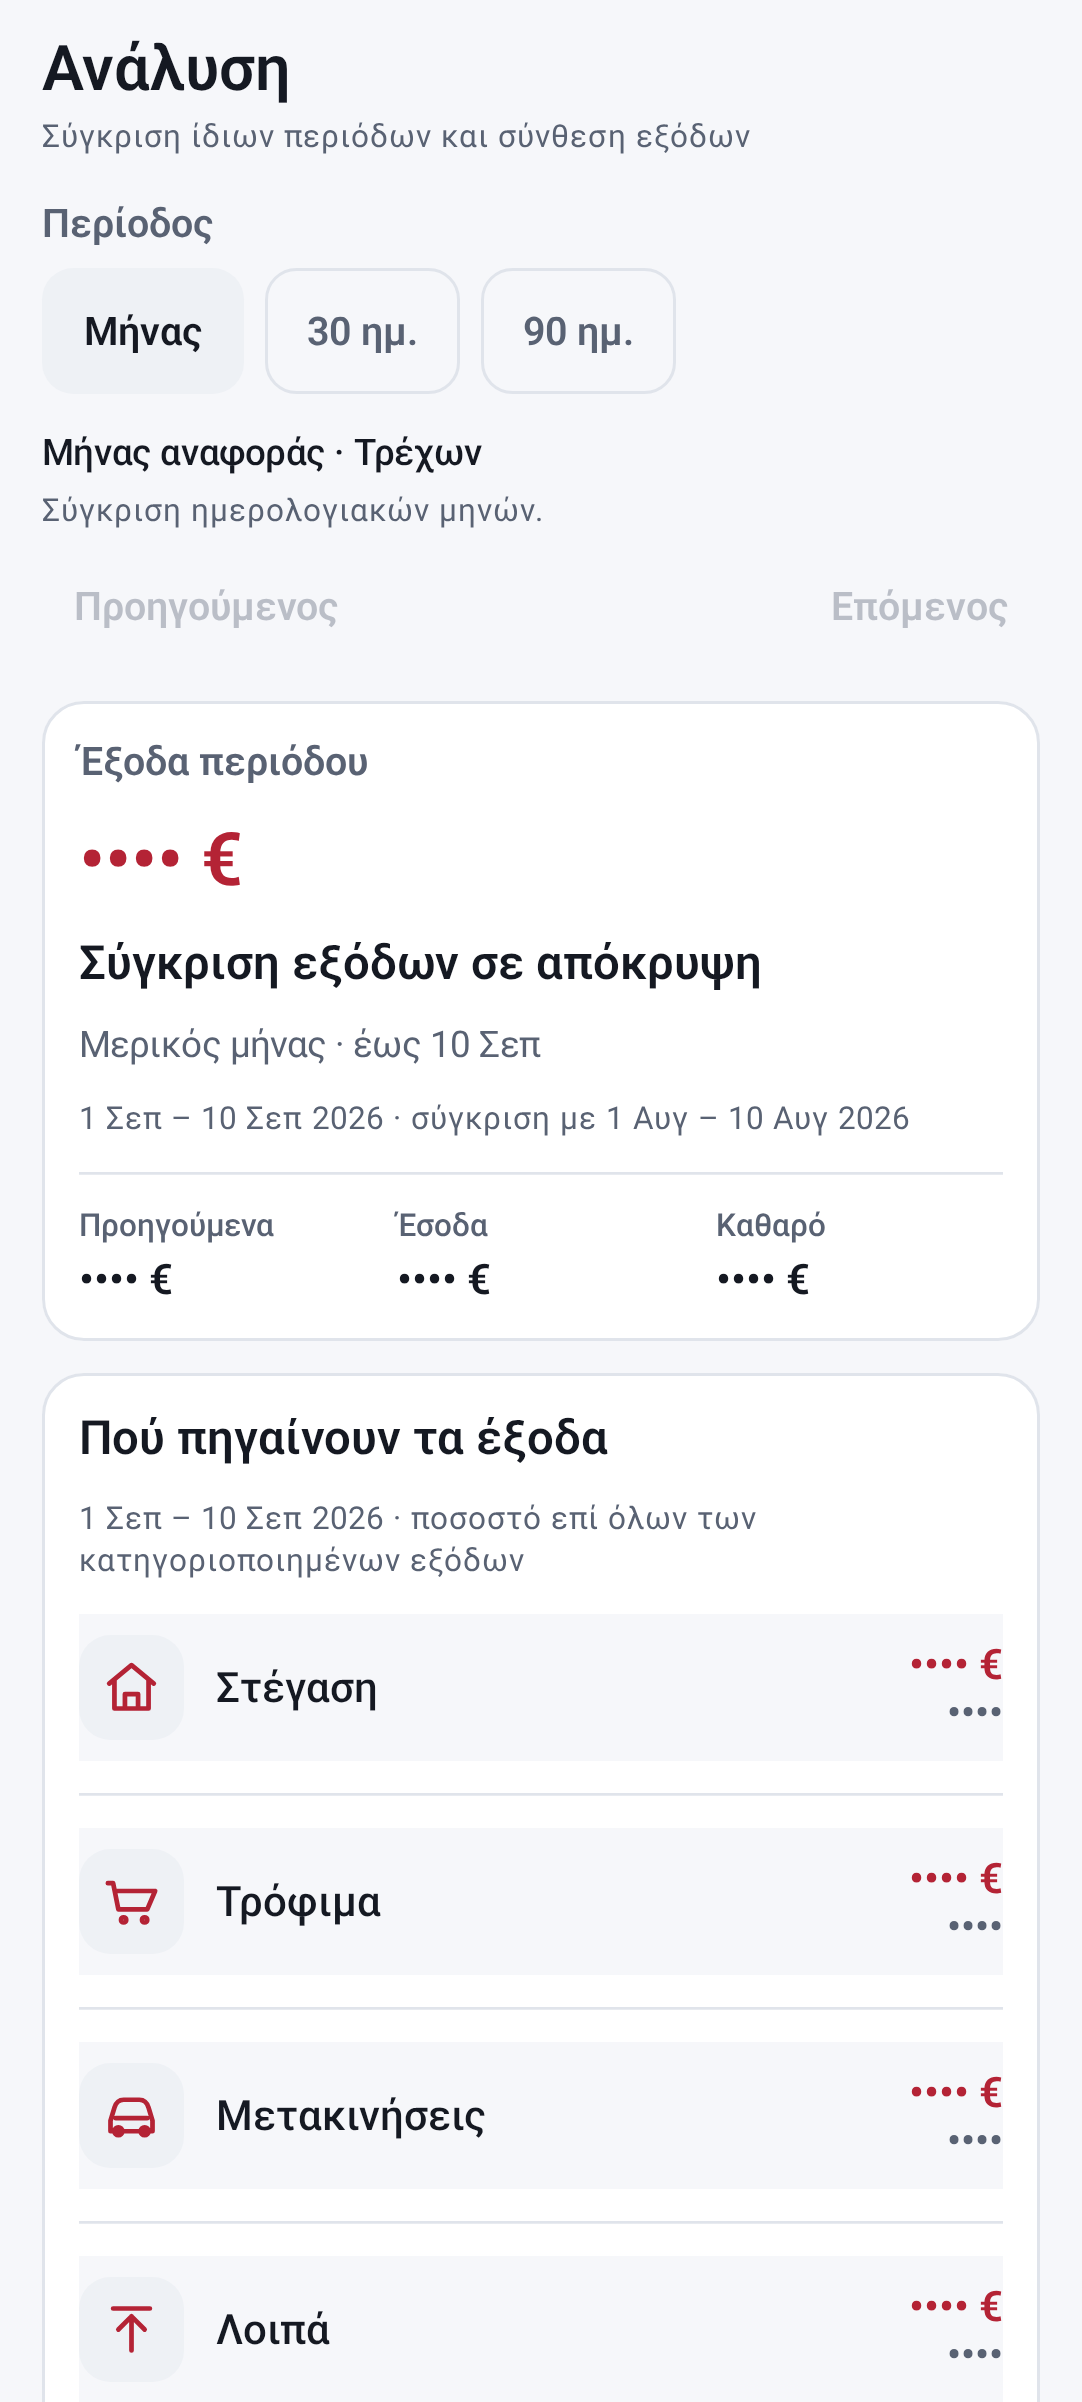 Ανάλυση
Σύγκριση ίδιων περιόδων και σύνθεση εξόδων
Περίοδος
Μήνας
30 ημ.
90 ημ.
Μήνας αναφοράς · Τρέχων
Σύγκριση ημερολογιακών μηνών.
Προηγούμενος
Επόμενος
Έξοδα περιόδου
•••• €
Σύγκριση εξόδων σε απόκρυψη
Μερικός μήνας · έως 10 Σεπ
1 Σεπ – 10 Σεπ 2026 · σύγκριση με 1 Αυγ – 10 Αυγ 2026
Προηγούμενα
•••• €
Έσοδα
•••• €
Καθαρό
•••• €
Πού πηγαίνουν τα έξοδα
1 Σεπ – 10 Σεπ 2026 · ποσοστό επί όλων των
κατηγοριοποιημένων εξόδων
Στέγαση
•••• €
••••
Τρόφιμα
•••• €
••••
Μετακινήσεις
•••• €
••••
Λοιπά
•••• €
••••